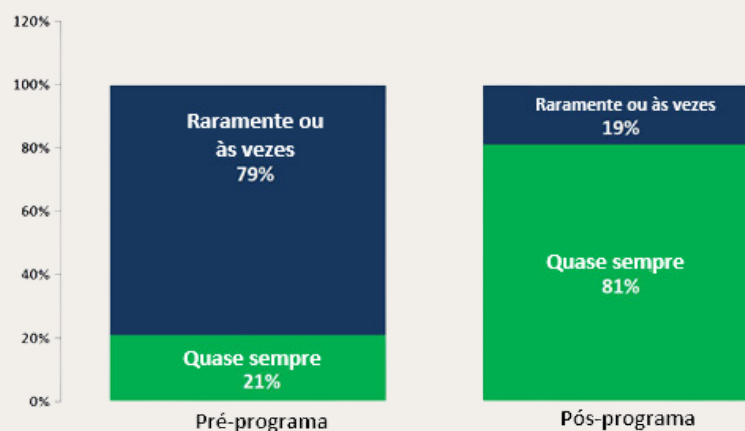 120%
100%
80%
60%
40%
20%
0%
Raramente ou
às vezes
79%
Quase sempre
21%
Pré-programa
Raramente ou às vezes
19%
Quase sempre
81%
Pós-programa